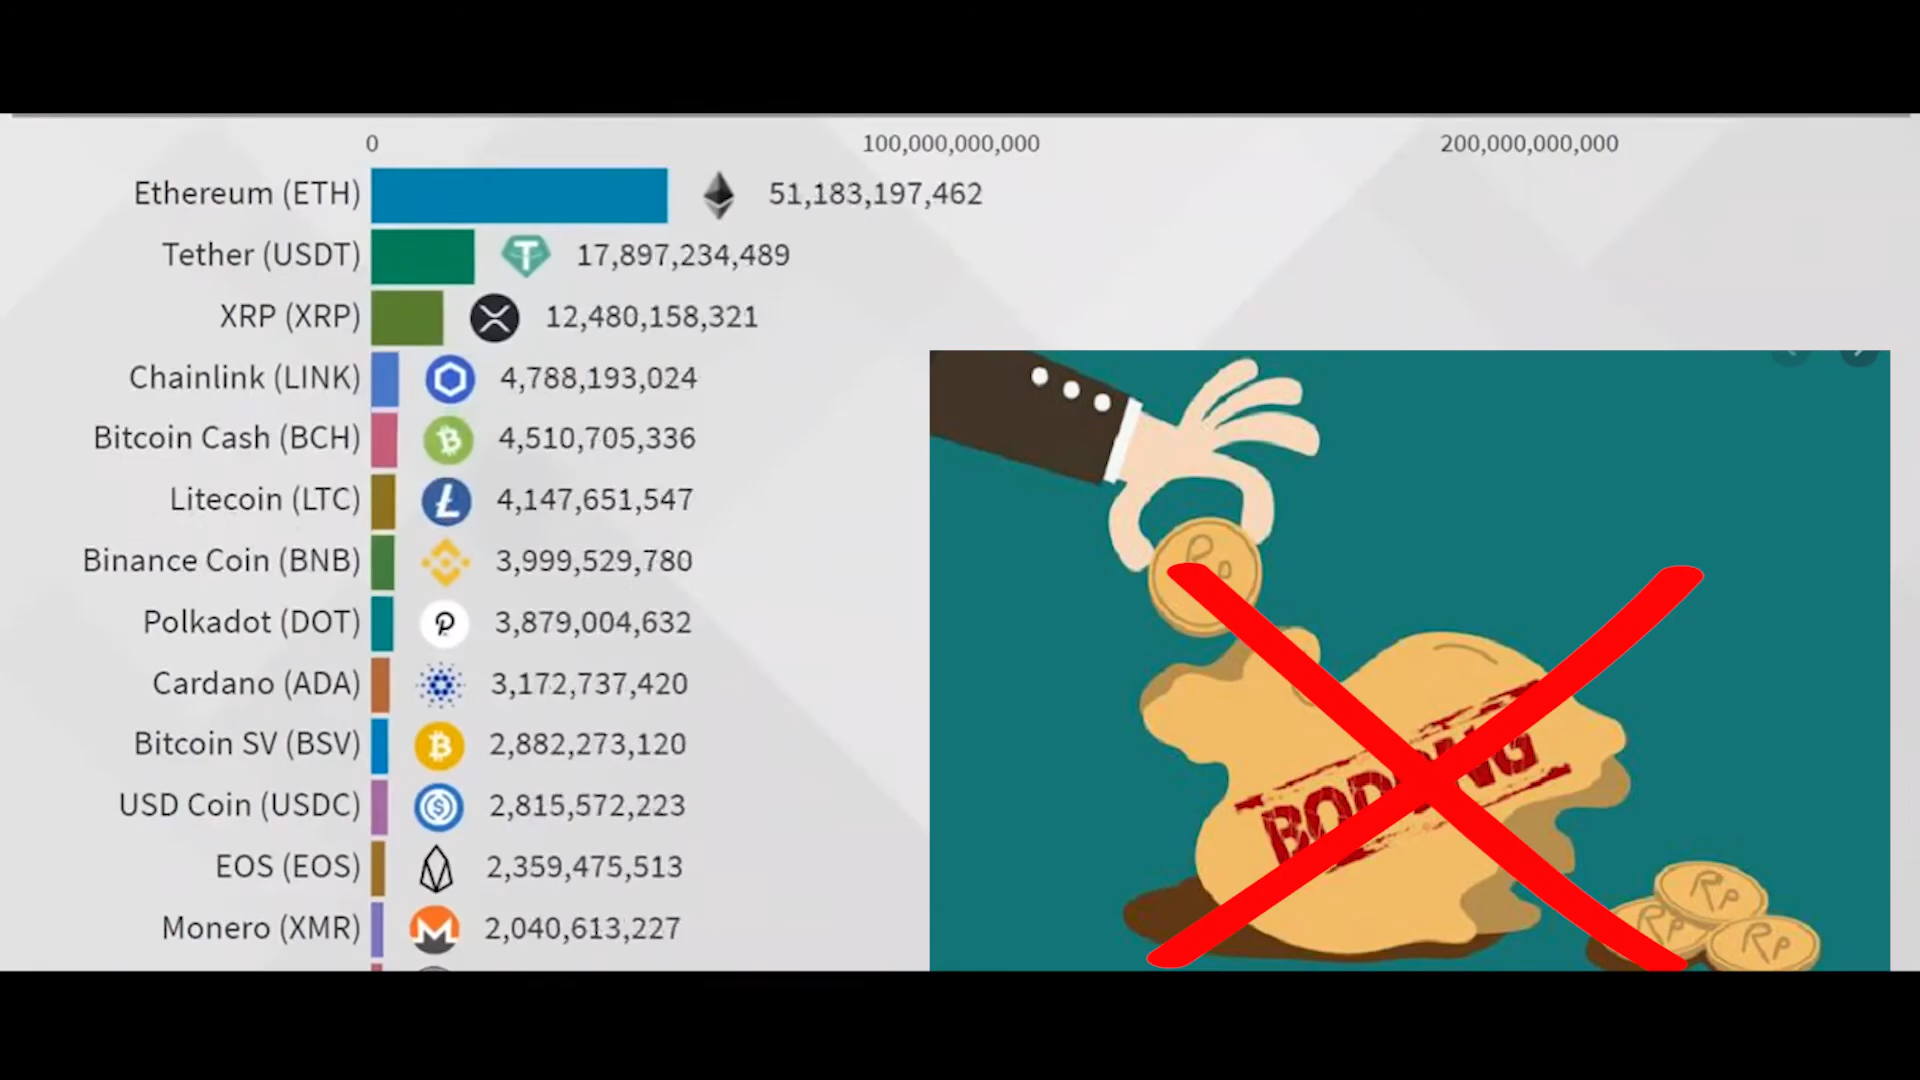 0 100,000,000,000 200,000,000,000
Ethereum (ETH) 51,183,197,462
Tether (USDT) 17,897,234,489
XRP (XRP) 12,480,158,321
Chainlink (LINK) 4,788,193,024
Bitcoin Cash (BCH) 4,510,705,336
Litecoin (LTC) 4,147,651,547
Binance Coin (BNB) 3,999,529,780
Polkadot (DOT) 3,879,004,632
Cardano (ADA) 3,172,737,420
Bitcoin SV (BSV) 2,882,273,120
USD Coin (USDC) 2,815,572,223
EOS (EOS) 2,359,475,513
Monero (XMR) 2,040,613,227
Rp
BODONG
Rp
Rp
Rp